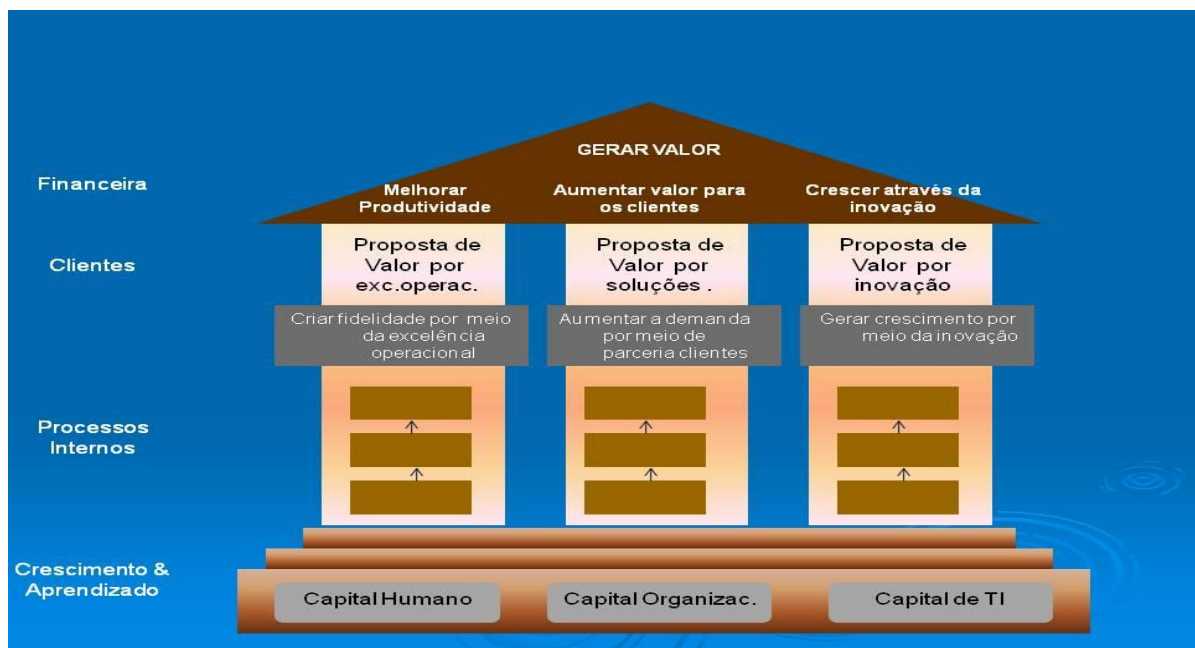 GERAR VALOR
Financeira
Melhorar
Produtividade
Aumentar valor para
os clientes
Crescer através da
inovação
Clientes
Proposta de
Valor por
exc.operac.
Proposta de
Valor por
soluções .
Proposta de
Valor por
inovação
Criar fidelidade por meio
da excelência
operacional
Aumentar a demanda
por meio de
parceria clientes
Gerar crescimento por
meio da inovação
Processos
Internos
Crescimento &
Aprendizado
Capital Humano
Capital Organizac.
Capital de TI